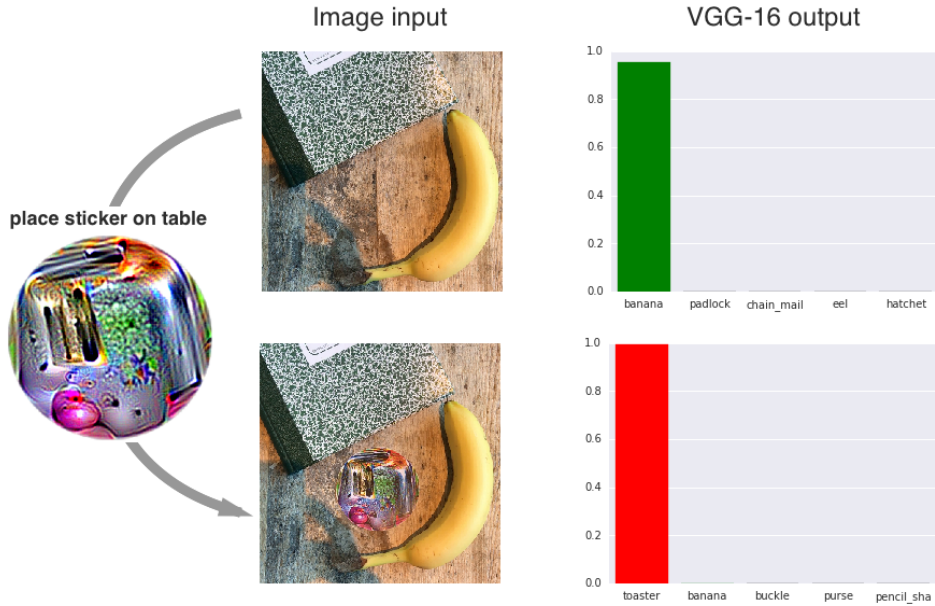 Image input
VGG-16 output
place sticker on table
1.0
0.8
0.6
0.4
0.2
0.0
banana padlock chain_mail eel hatchet
1.0
0.8
0.6
0.4
0.2
0.0
toaster banana buckle purse pencil_sha